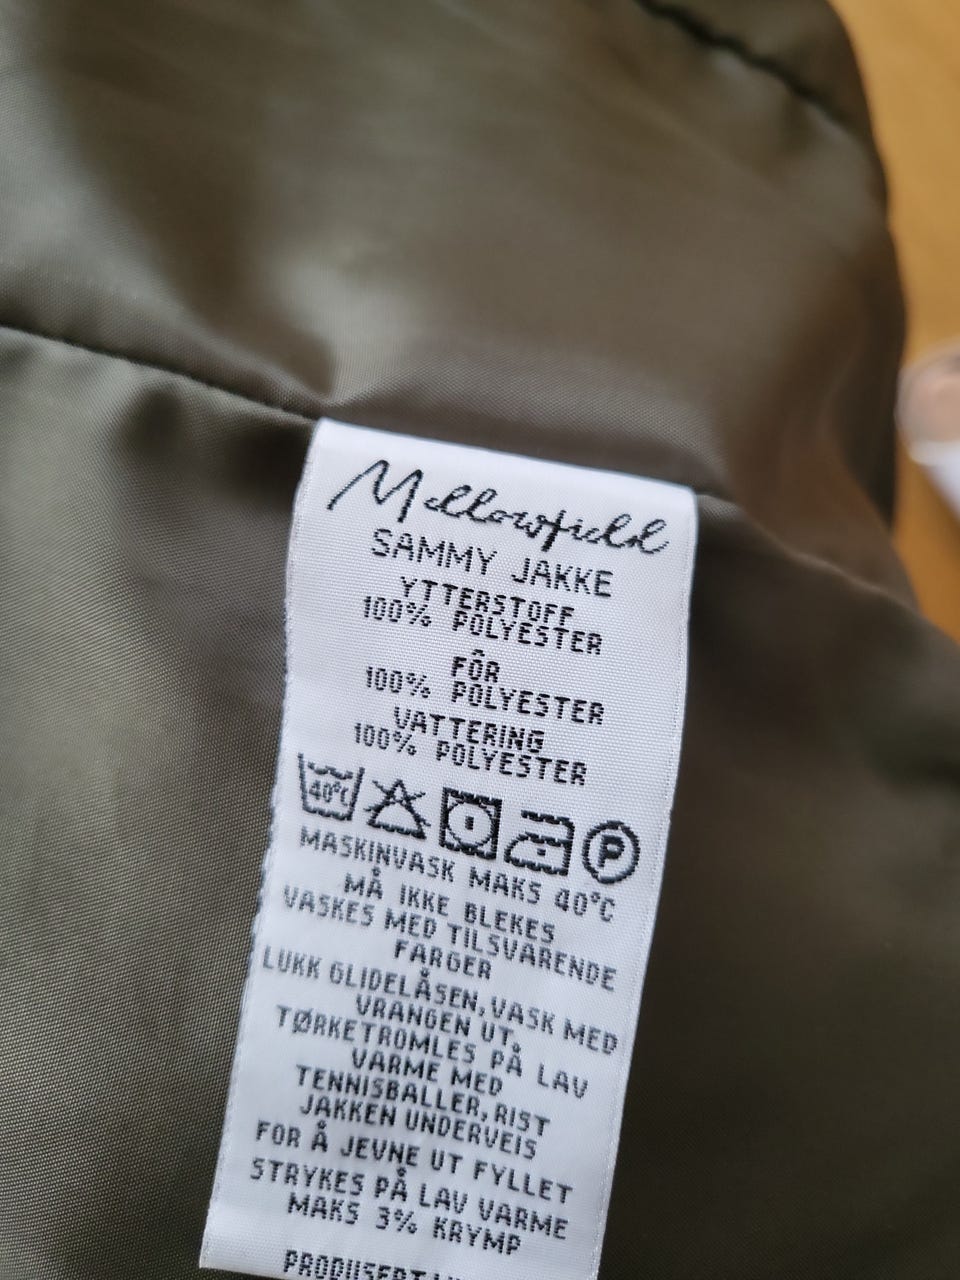 Mellowfield
SAMMY JAKKE
YTTERSTOFF
100% POLYESTER
FÔR
100% POLYESTER
VATTERING
100% POLYESTER
40°C
P
MASKINVASK MAKS 40°C
MÅ IKKE BLEKES
VASKES MED TILSVARENDE
FARGER
LUKK GLIDELÅSEN, VASK MED
VRANGEN UT,
TØRKETROMLES PÅ LAV
VARME MED
TENNISBALLER, RIST
JAKKEN UNDERVEIS
FOR Å JEVNE UT FYLLET
STRYKES PÅ LAV VARME
MAKS 3% KRYMP
PRODUSERT